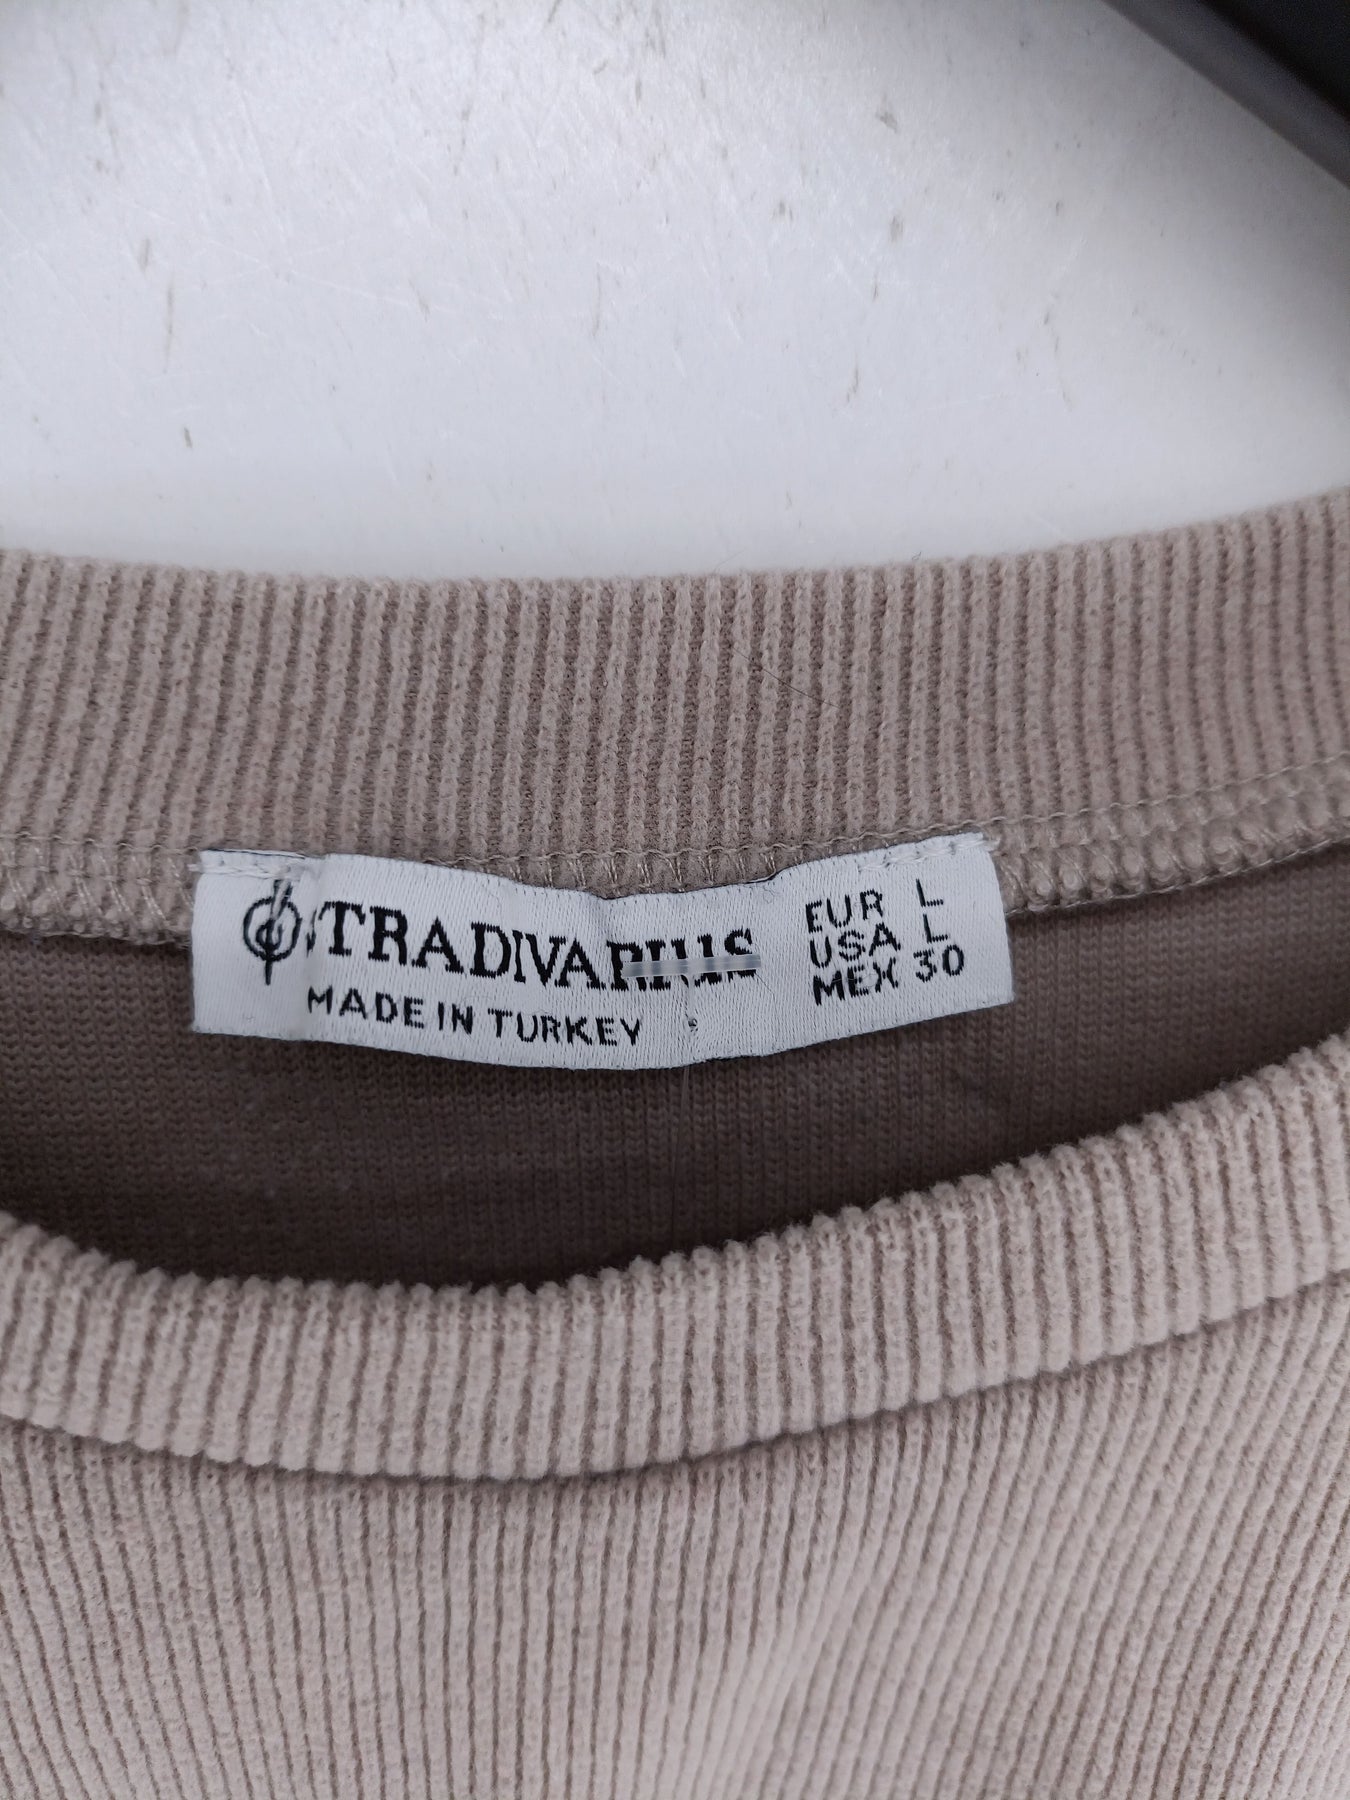 STRADIVARIUS
MADE IN TURKEY
EUR L
USA L
MEX 30